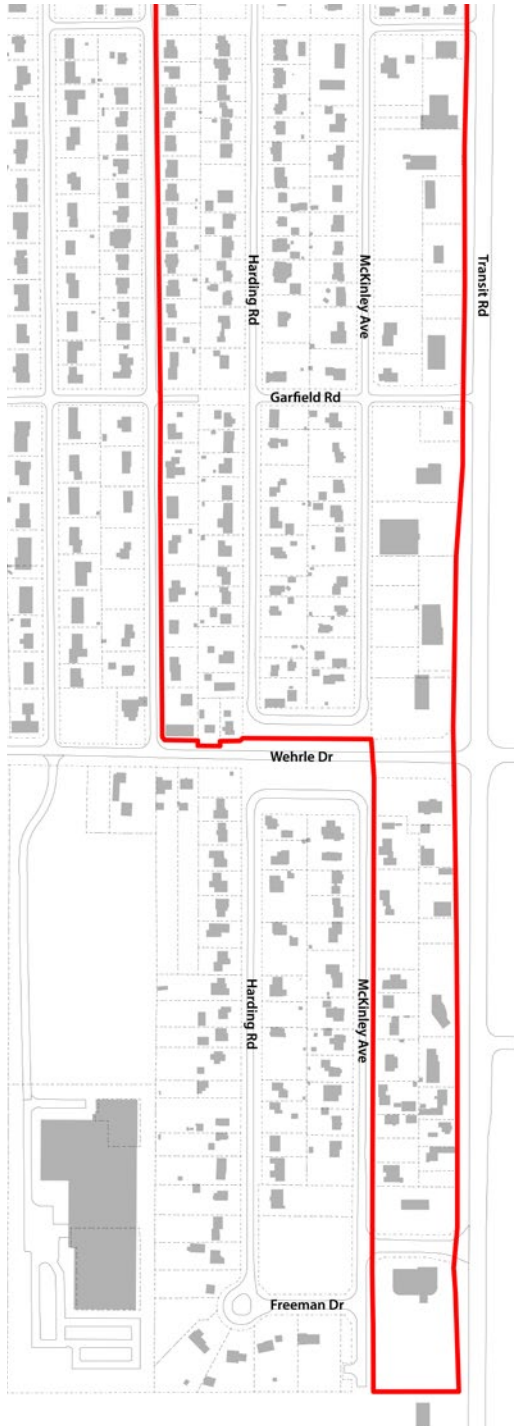 Harding Rd
McKinley Ave
Transit Rd
Garfield Rd
Wehrle Dr
Harding Rd
McKinley Ave
Freeman Dr